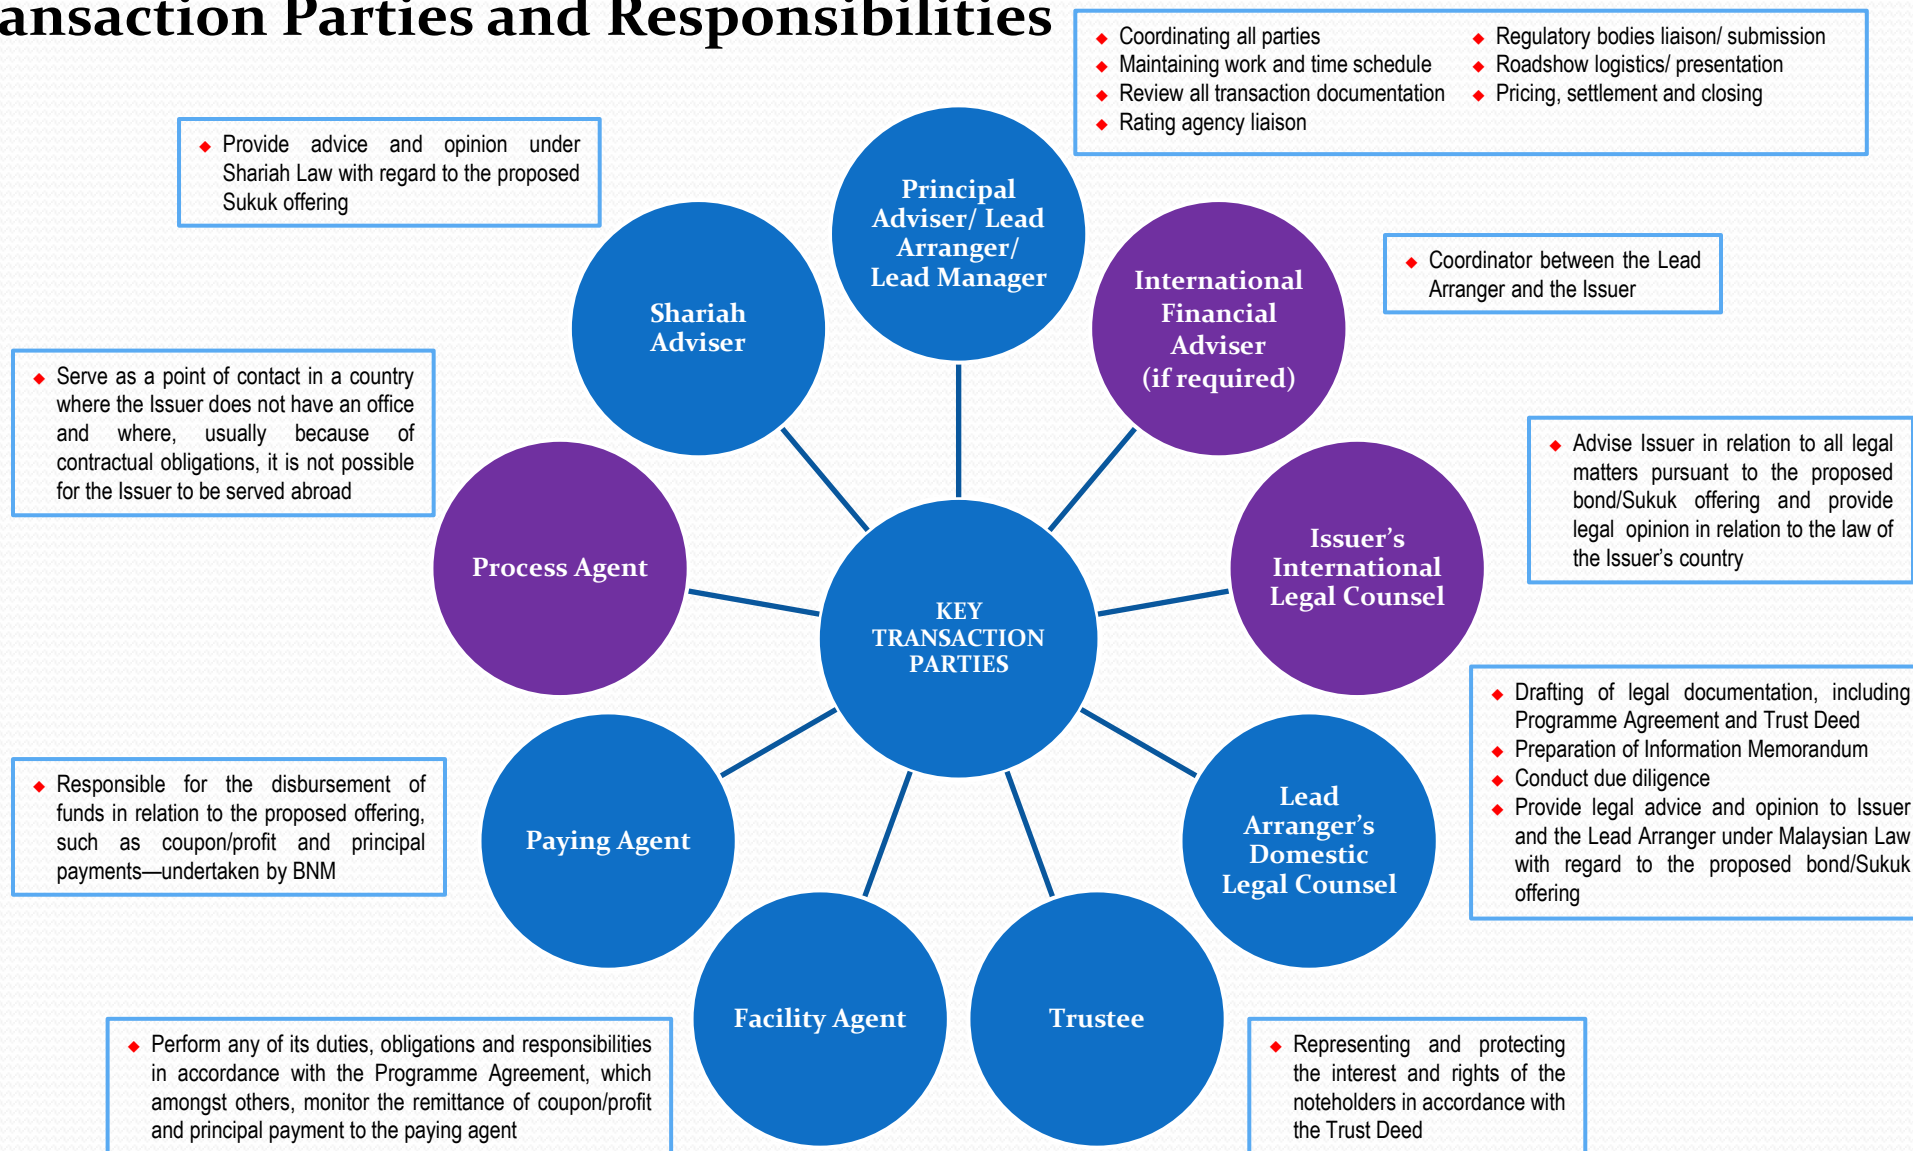 ansaction Parties and Responsibilities
Coordinating all parties
Maintaining work and time schedule
Review all transaction documentation
Rating agency liaison
Regulatory bodies liaison/ submission
Roadshow logistics/ presentation
Pricing, settlement and closing
Provide advice and opinion under
Shariah Law with regard to the proposed
Sukuk offering
Principal
Adviser/ Lead
Arranger/
Lead Manager
International
Financial
Adviser
(if required)
Coordinator between the Lead
Arranger and the Issuer
Shariah
Adviser
Serve as a point of contact in a country
where the Issuer does not have an office
and where, usually because of
contractual obligations, it is not possible
for the Issuer to be served abroad
Process Agent
Issuer's
International
Legal Counsel
Advise Issuer in relation to all legal
matters pursuant to the proposed
bond/Sukuk offering and provide
legal opinion in relation to the law of
the Issuer's country
KEY
TRANSACTION
PARTIES
Responsible for the disbursement of
funds in relation to the proposed offering,
such as coupon/profit and principal
payments—undertaken by BNM
Paying Agent
Lead
Arranger's
Domestic
Legal Counsel
Drafting of legal documentation, including
Programme Agreement and Trust Deed
Preparation of Information Memorandum
Conduct due diligence
Provide legal advice and opinion to Issuer
and the Lead Arranger under Malaysian Law
with regard to the proposed bond/Sukuk
offering
Facility Agent
Trustee
Perform any of its duties, obligations and responsibilities
in accordance with the Programme Agreement, which
amongst others, monitor the remittance of coupon/profit
and principal payment to the paying agent
Representing and protecting
the interest and rights of the
noteholders in accordance with
the Trust Deed